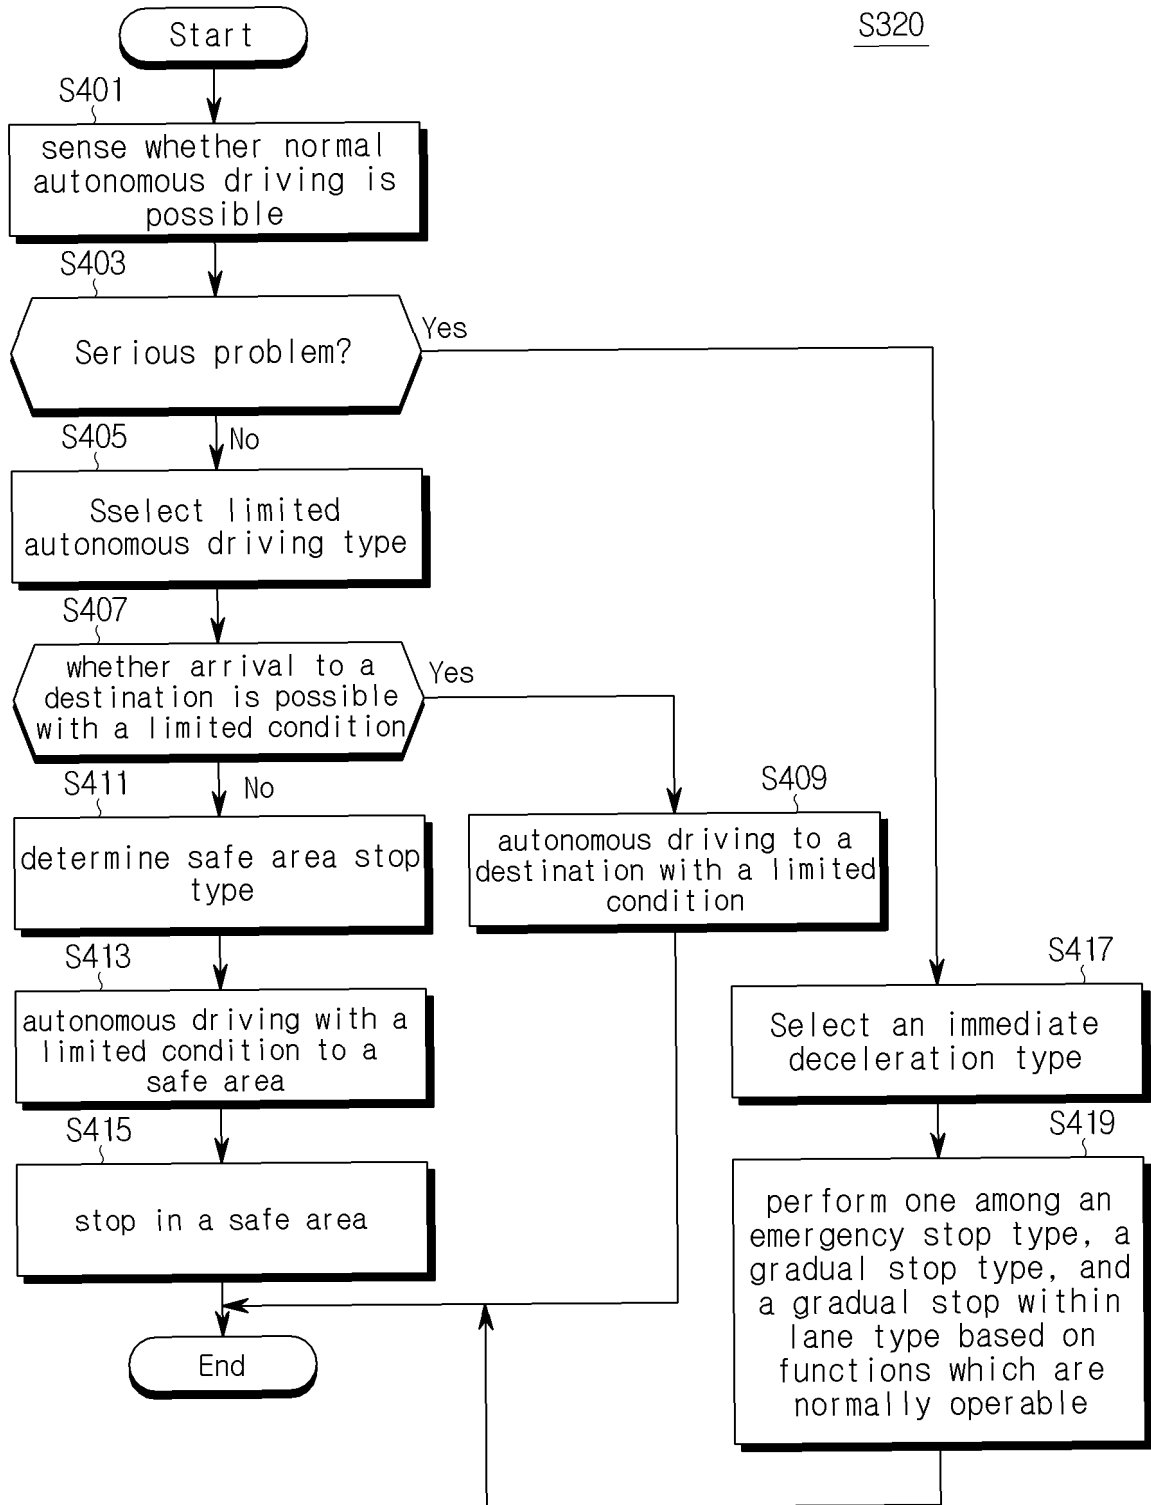 Start
S320
S401
sense whether normal
autonomous driving is
possible
S403
Serious problem?
Yes
No
S405
Sselect limited
autonomous driving type
S407
whether arrival to a
destination is possible
with a limited condition
Yes
No
S411
determine safe area stop
type
S409
autonomous driving to a
destination with a limited
condition
S413
autonomous driving with a
limited condition to a
safe area
S415
stop in a safe area
End
S417
Select an immediate
deceleration type
S419
perform one among an
emergency stop type, a
gradual stop type, and
a gradual stop within
lane type based on
functions which are
normally operable